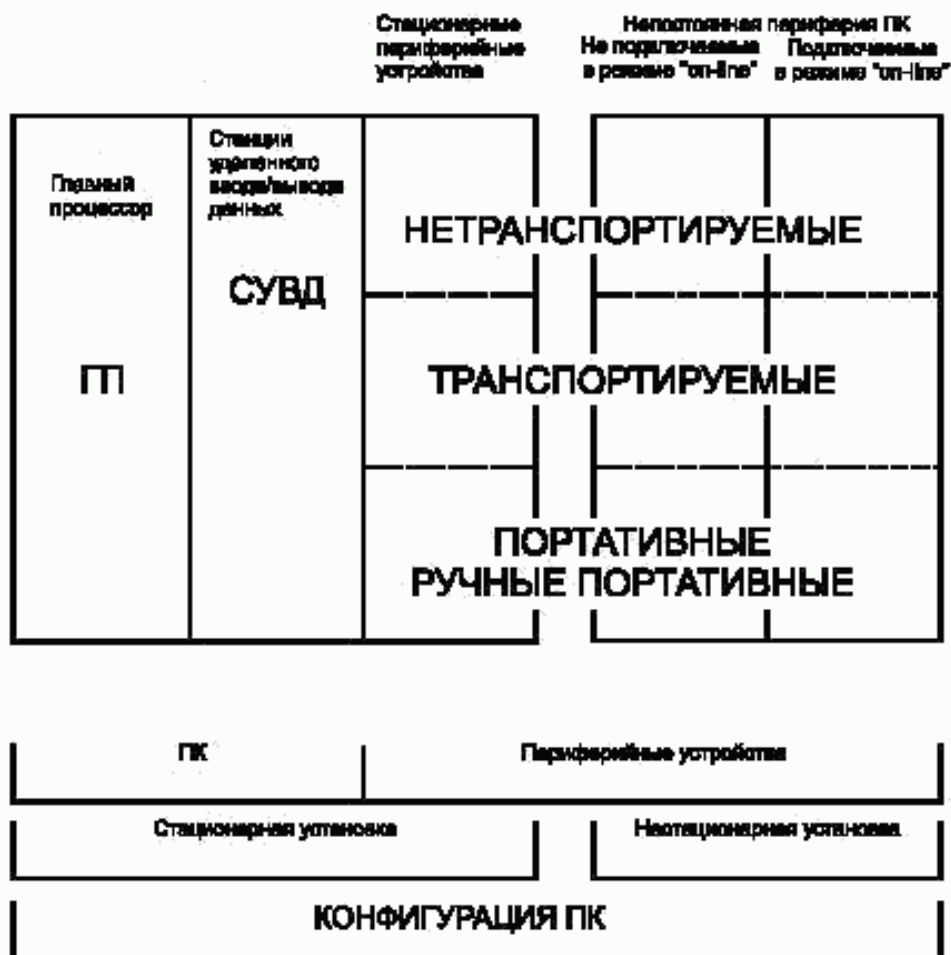 Стационарные
периферийные
устройства
Непостоянная периферия ПК
Не подключаемые
в режиме "on-line"
Подключаемые
в режиме "on-line"
Главный
процессор
Станции
удаленного
ввода/вывода
данных
НЕТРАНСПОРТИРУЕМЫЕ
СУВД
ГП
ТРАНСПОРТИРУЕМЫЕ
ПОРТАТИВНЫЕ
РУЧНЫЕ ПОРТАТИВНЫЕ
ПК
Периферийные устройства
Стационарная установка
Нестационарная установка
КОНФИГУРАЦИЯ ПК